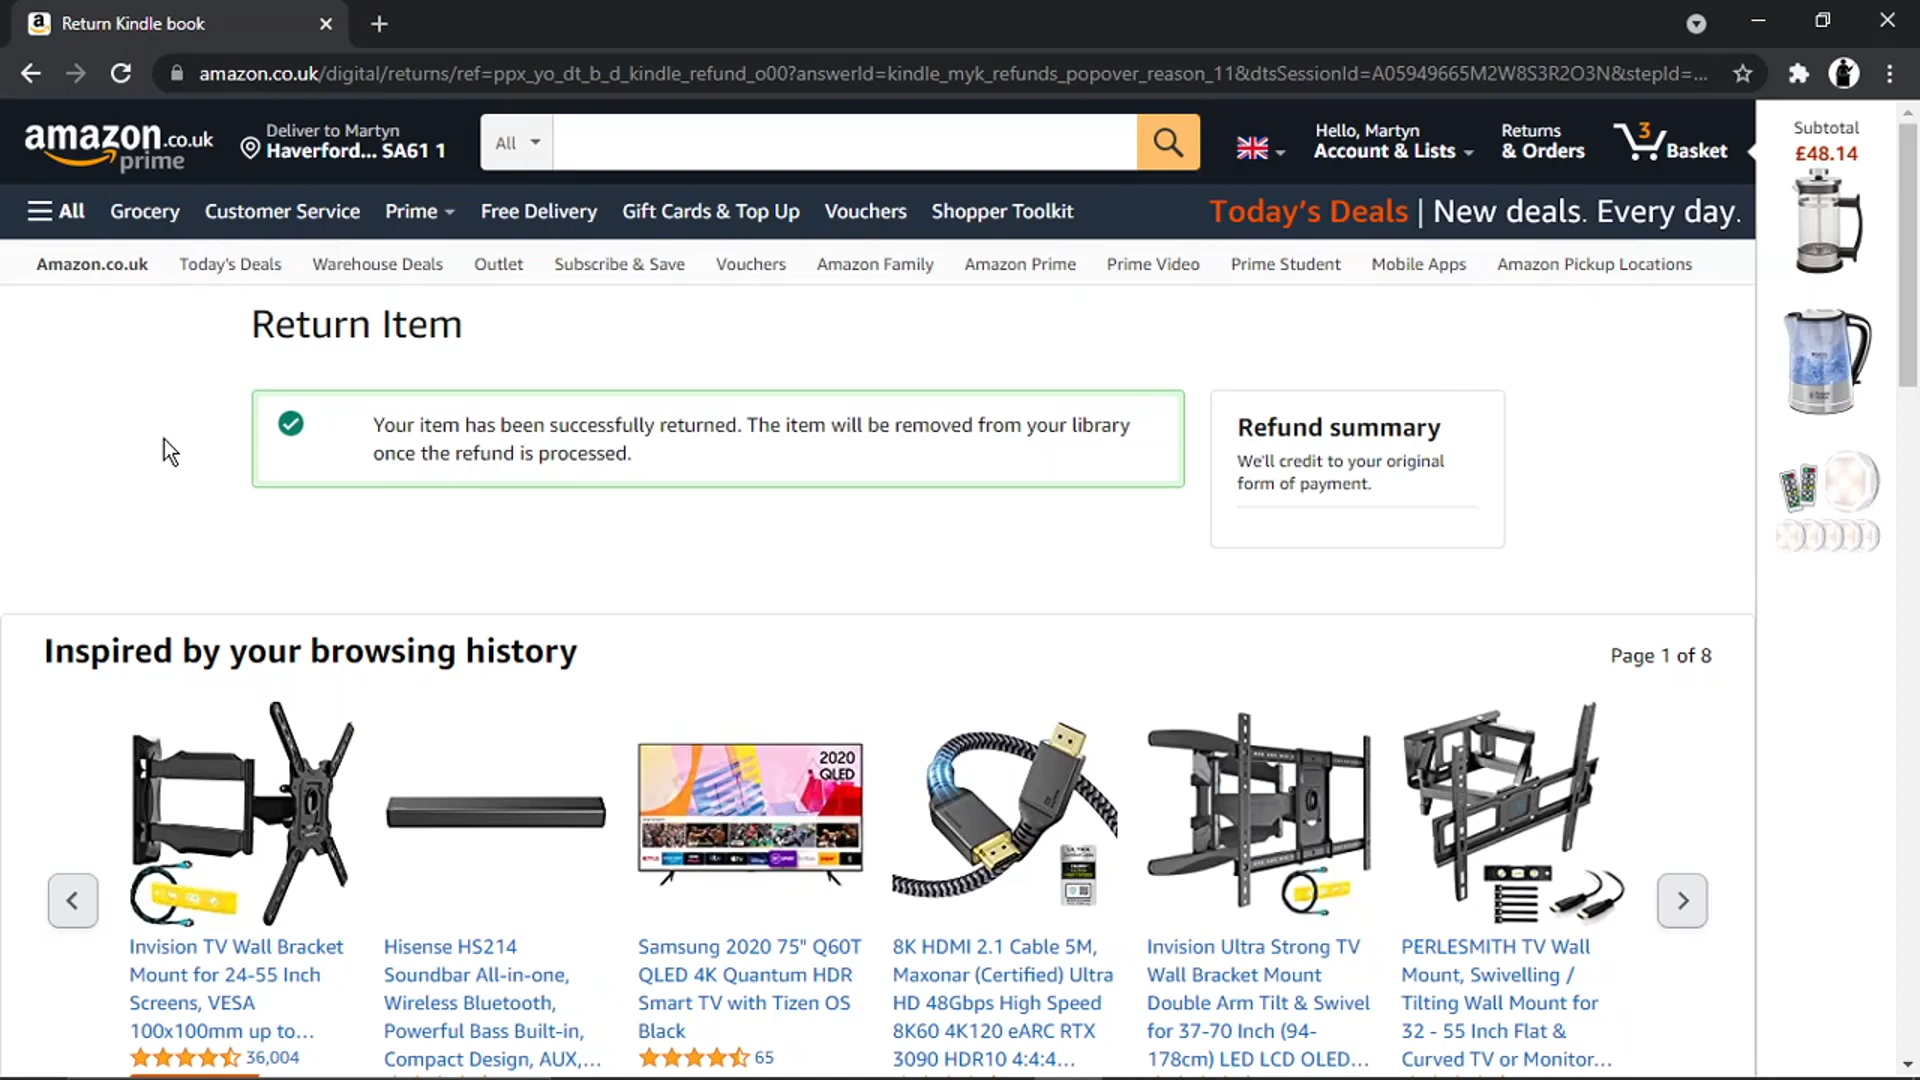 Return Kindle book
amazon.co.uk/digital/returns/ref=ppx_yo_dt_b_d_kindle_refund_o00?answerId=kindle_myk_refunds_popover_reason_11&dtsSessionId=A05949665M2W8S3R2O3N&stepId=...
amazon.co.uk
prime
Deliver to Martyn
Haverford... SA61 1
All
Hello, Martyn
Account & Lists
Returns
& Orders
3
Basket
Subtotal
£48.14
All
Grocery
Customer Service
Prime
Free Delivery
Gift Cards & Top Up
Vouchers
Shopper Toolkit
Today's Deals | New deals. Every day.
Amazon.co.uk
Today's Deals
Warehouse Deals
Outlet
Subscribe & Save
Vouchers
Amazon Family
Amazon Prime
Prime Video
Prime Student
Mobile Apps
Amazon Pickup Locations
Return Item
Your item has been successfully returned. The item will be removed from your library
once the refund is processed.
Refund summary
We'll credit to your original
form of payment.
Inspired by your browsing history
Page 1 of 8
2020
QLED
Invision TV Wall Bracket
Mount for 24-55 Inch
Screens, VESA
100x100mm up to...
36,004
Hisense HS214
Soundbar All-in-one,
Wireless Bluetooth,
Powerful Bass Built-in,
Compact Design, AUX,...
Samsung 2020 75" Q60T
QLED 4K Quantum HDR
Smart TV with Tizen OS
Black
65
8K HDMI 2.1 Cable 5M,
Maxonar (Certified) Ultra
HD 48Gbps High Speed
8K60 4K120 eARC RTX
3090 HDR10 4:4:4...
Invision Ultra Strong TV
Wall Bracket Mount
Double Arm Tilt & Swivel
for 37-70 Inch (94-
178cm) LED LCD OLED...
PERLESMITH TV Wall
Mount, Swivelling /
Tilting Wall Mount for
32 - 55 Inch Flat &
Curved TV or Monitor...